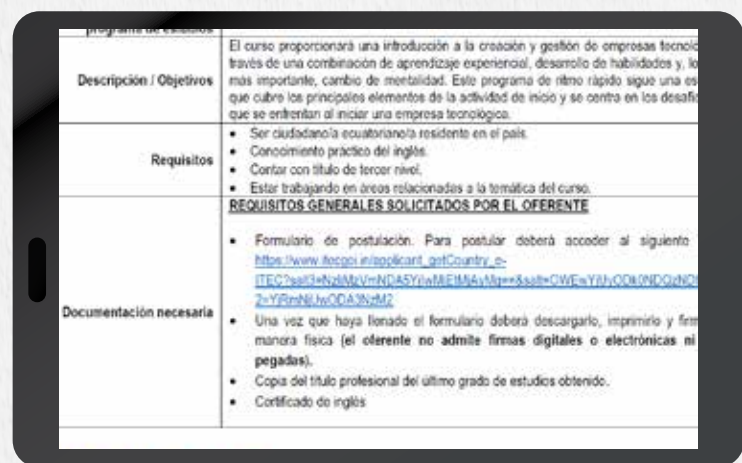 programa de estudios
Descripción / Objetivos
El curso proporcionará una introducción a la creación y gestión de empresas
través de una combinación de aprendizaje experiencial, desarrollo de habilidades y, lo
más importante, cambio de mentalidad. Este programa de ritmo rápido sigue una
que cubre los principales elementos de la actividad de inicio y se centra en los
que se enfrentan al iniciar una empresa tecnológica.
Requisitos
• Ser ciudadano/a ecuatoriano/a residente en el país.
• Conocimiento práctico del inglés.
• Contar con título de tercer nivel.
• Estar trabajando en áreas relacionadas a la temática del curso.
Documentación necesaria
REQUISITOS GENERALES SOLICITADOS POR EL OFERENTE
• Formulario de postulación. Para postular deberá acceder al siguiente
• Una vez que haya llenado el formulario deberá descargarlo, imprimirlo y
manera física (el oferente no admite firmas digitales o electrónicas ni
pegadas).
• Copia del título profesional del último grado de estudios obtenido.
• Certificado de inglés